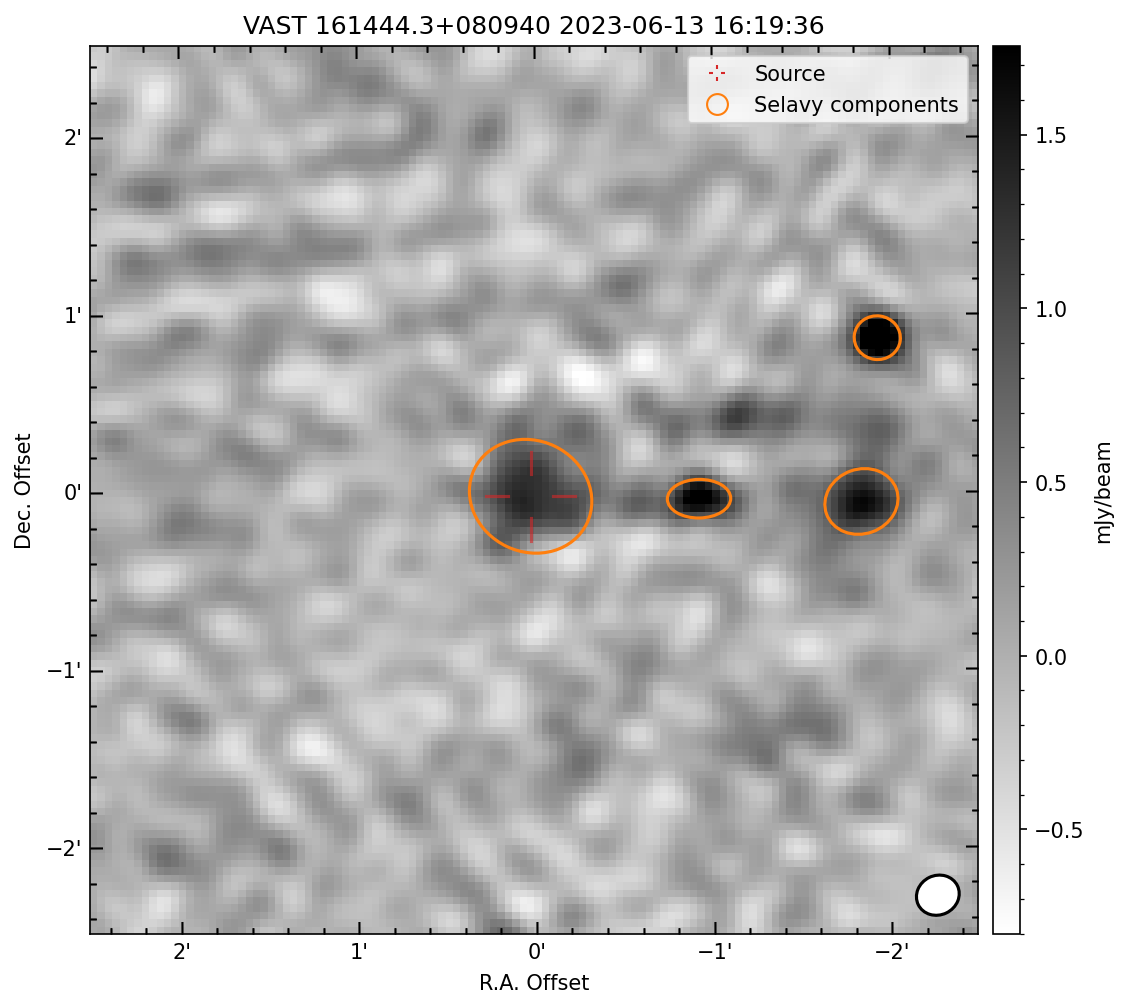 VAST 161444.3+080940 2023-06-13 16:19:36
Source
Selavy components
2'
1'
0'
−1'
−2'
Dec. Offset
2'
1'
0'
−1'
−2'
R.A. Offset
1.5
1.0
0.5
0.0
−0.5
mJy/beam